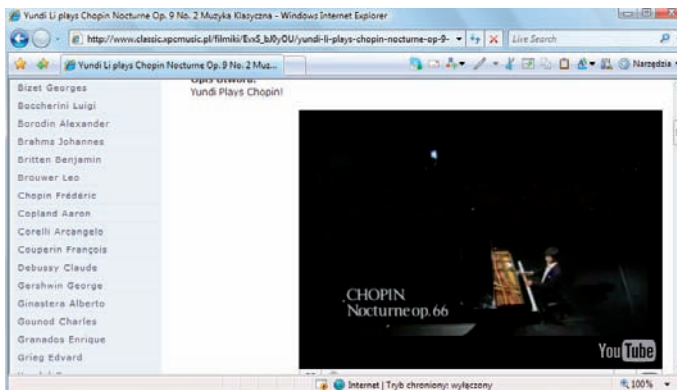 Yundi Li plays Chopin Nocturne Op. 9 No. 2 Muzyka Klasyczna - Windows Internet Explorer
http://www.classic.xpcmusic.pl/filmiki/EvxS_bJ0yOU/yundi-li-plays-chopin-nocturne-op-9-
Live Search
Yundi Li plays Chopin Nocturne Op. 9 No. 2 Muz...
Narzędzia
Opis utworu:
Yundi Plays Chopin!
Bizet Georges
Boccherini Luigi
Borodin Alexander
Brahms Johannes
Britten Benjamin
Brouwer Leo
Chopin Frédéric
Copland Aaron
Corelli Arcangelo
Couperin François
Debussy Claude
Gershwin George
Ginastera Alberto
Gounod Charles
Granados Enrique
Grieg Edvard
CHOPIN
Nocturne op. 66
YouTube
Internet | Tryb chroniony: wyłączony
100%